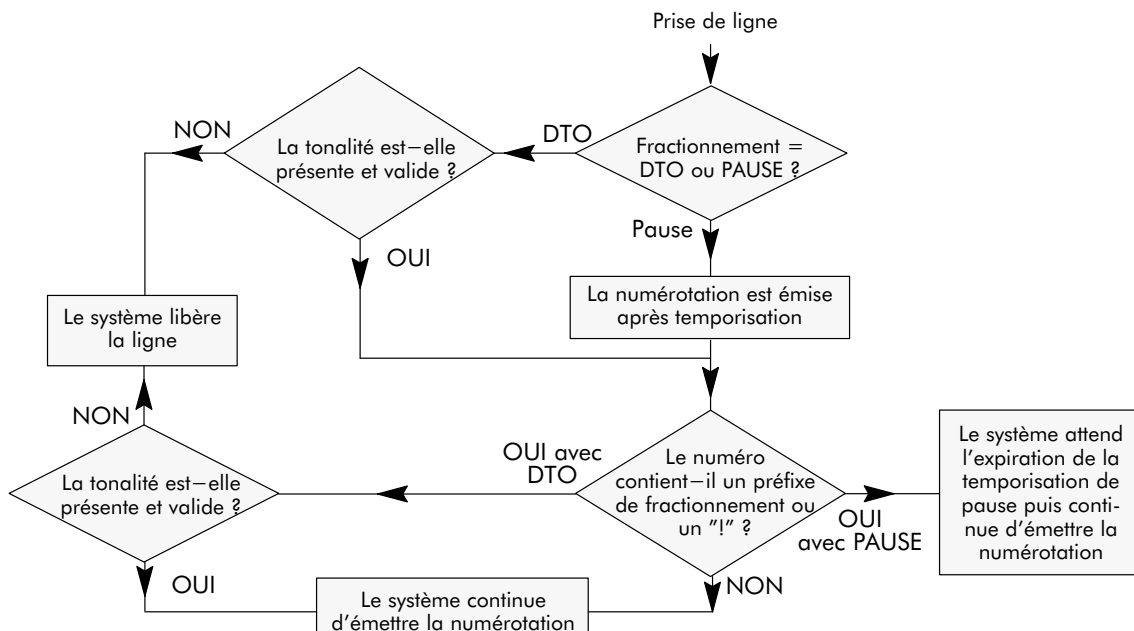 Prise de ligne
NON
La tonalité est–elle
présente et valide ?
DTO
Fractionnement =
DTO ou PAUSE ?
OUI
Pause
Le système libère
la ligne
La numérotation est émise
après temporisation
NON
La tonalité est–elle
présente et valide ?
OUI avec
DTO
Le numéro
contient–il un préfixe
de fractionnement ou
un "!" ?
OUI
avec PAUSE
Le système attend
l'expiration de la
temporisation de
pause puis conti-
nue d'émettre la
numérotation
OUI
Le système continue
d'émettre la numérotation
NON